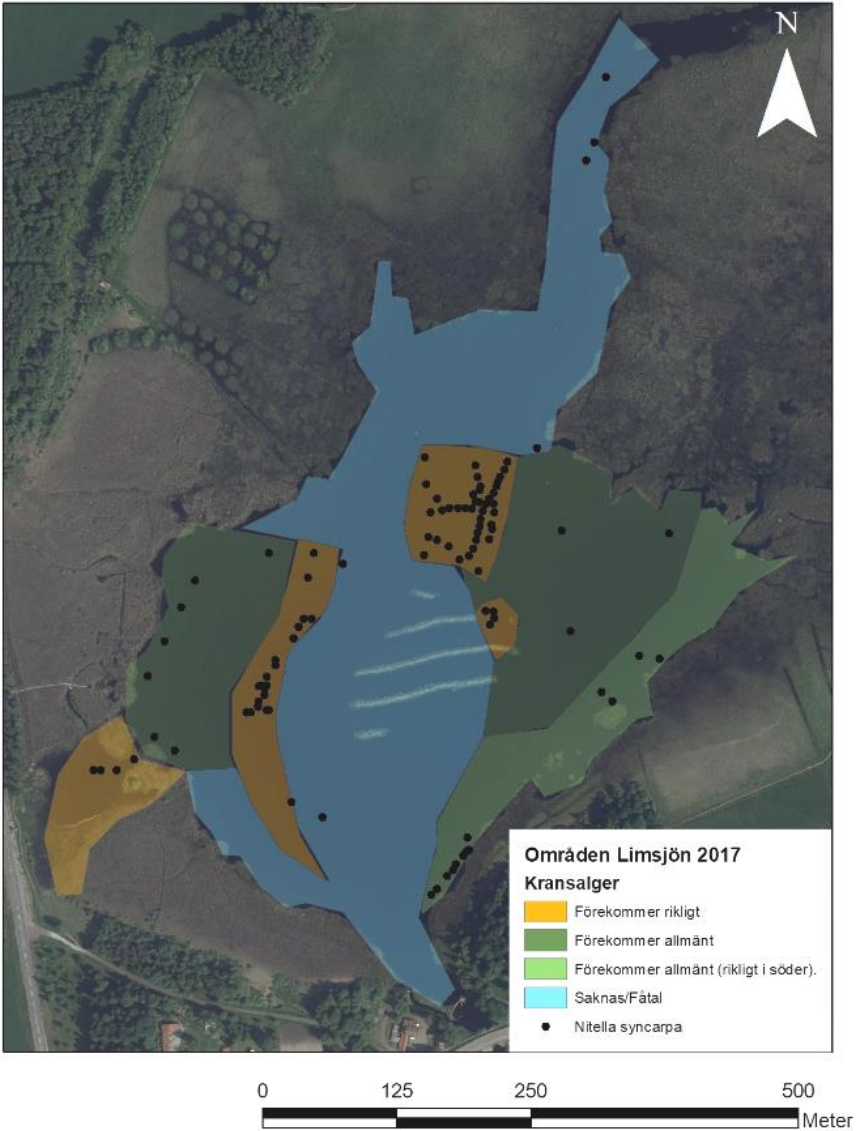 N
Områden Limsjön 2017
Kransalger
Förekommer rikligt
Förekommer allmänt
Förekommer allmänt (rikligt i söder).
Saknas/Fåtal
Nitella syncarpa
0 125 250 500
Meter